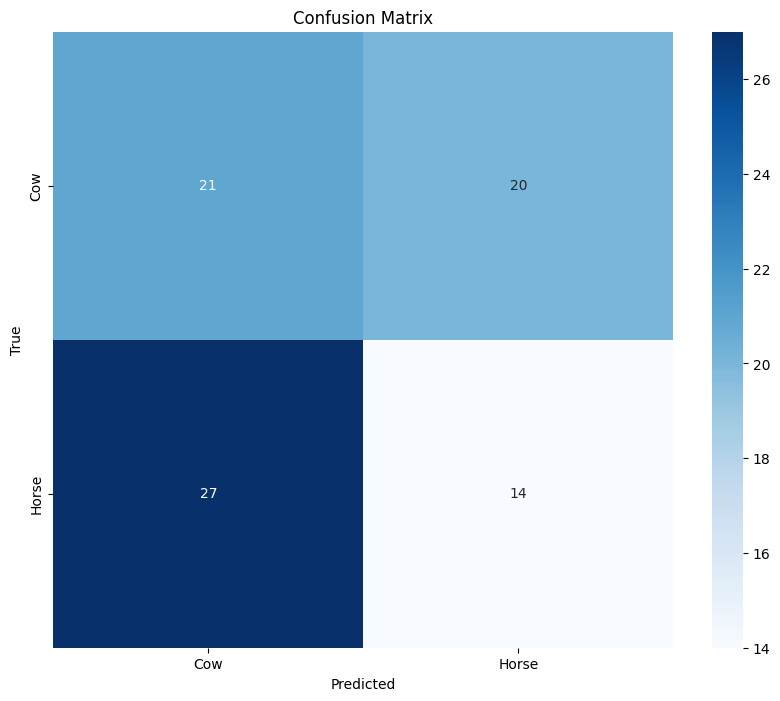 Confusion Matrix
True
Cow
Horse
21
20
27
14
Cow
Horse
Predicted
26
24
22
20
18
16
14